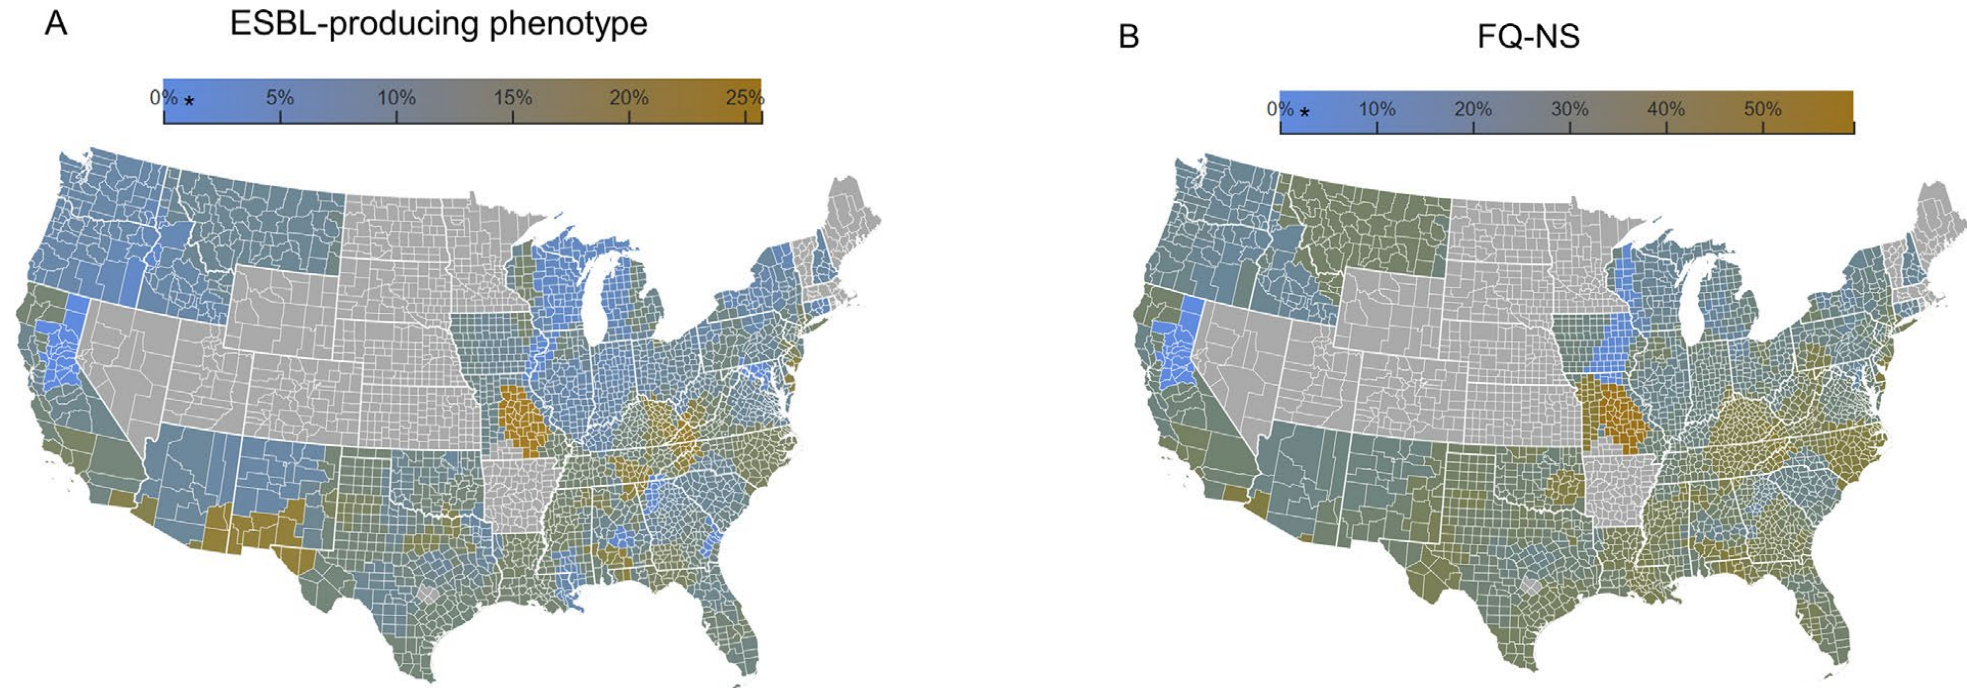 A
ESBL-producing phenotype
0% * 5% 10% 15% 20% 25%
B
FQ-NS
0% * 10% 20% 30% 40% 50%